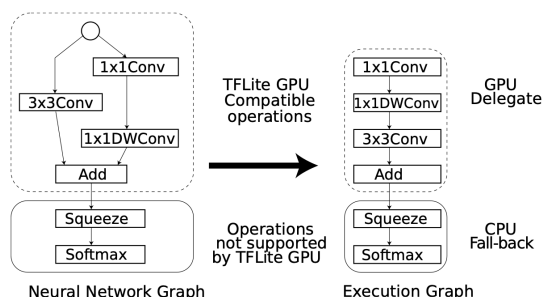 1x1Conv
3x3Conv
1x1DWConv
Add
Squeeze
Softmax
Neural Network Graph
TFLite GPU
Compatible
operations
Operations
not supported
by TFLite GPU
1x1Conv
1x1DWConv
3x3Conv
Add
Squeeze
Softmax
Execution Graph
GPU
Delegate
CPU
Fall-back